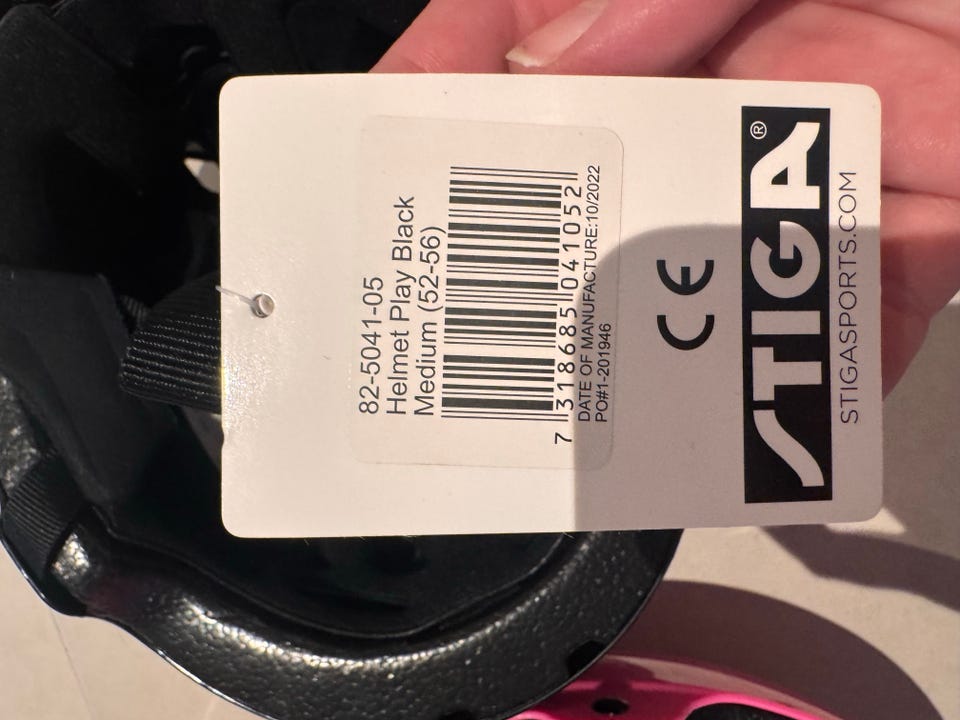 82-5041-05
Helmet Play Black
Medium (52-56)
7 318685 041052
DATE OF MANUFACTURE:10/2022
PO#1-201946
CE
STIGA®
STIGASPORTS.COM